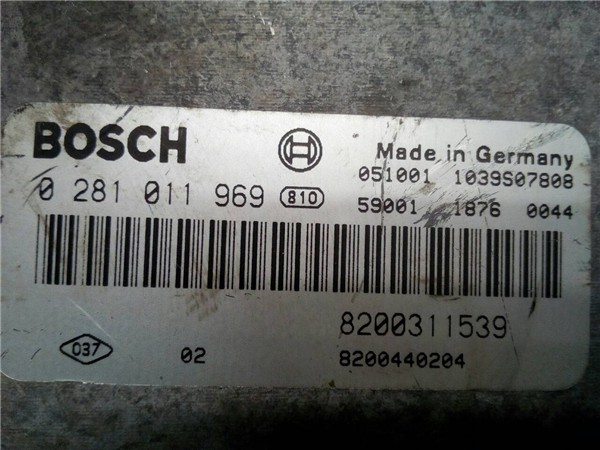 BOSCH
Made in Germany
0 281 011 969 810
051001 1039S07808
59001 1876 0044
8200311539
037 02 8200440204